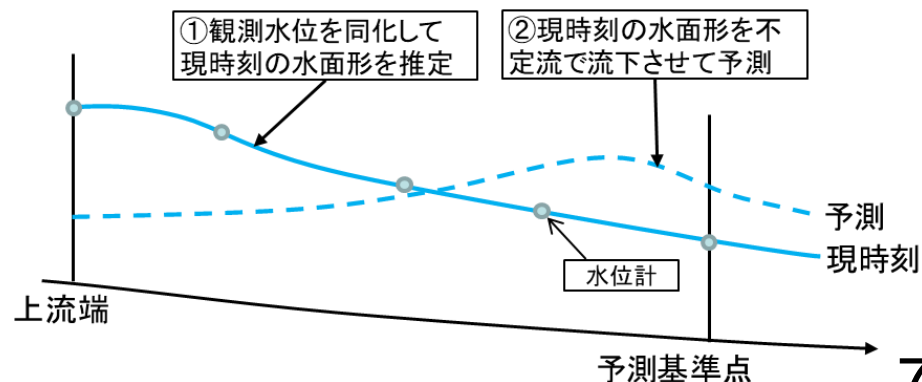 ①観測水位を同化して
現時刻の水面形を推定
②現時刻の水面形を不
定流で流下させて予測
予測
現時刻
水位計
上流端
予測基準点